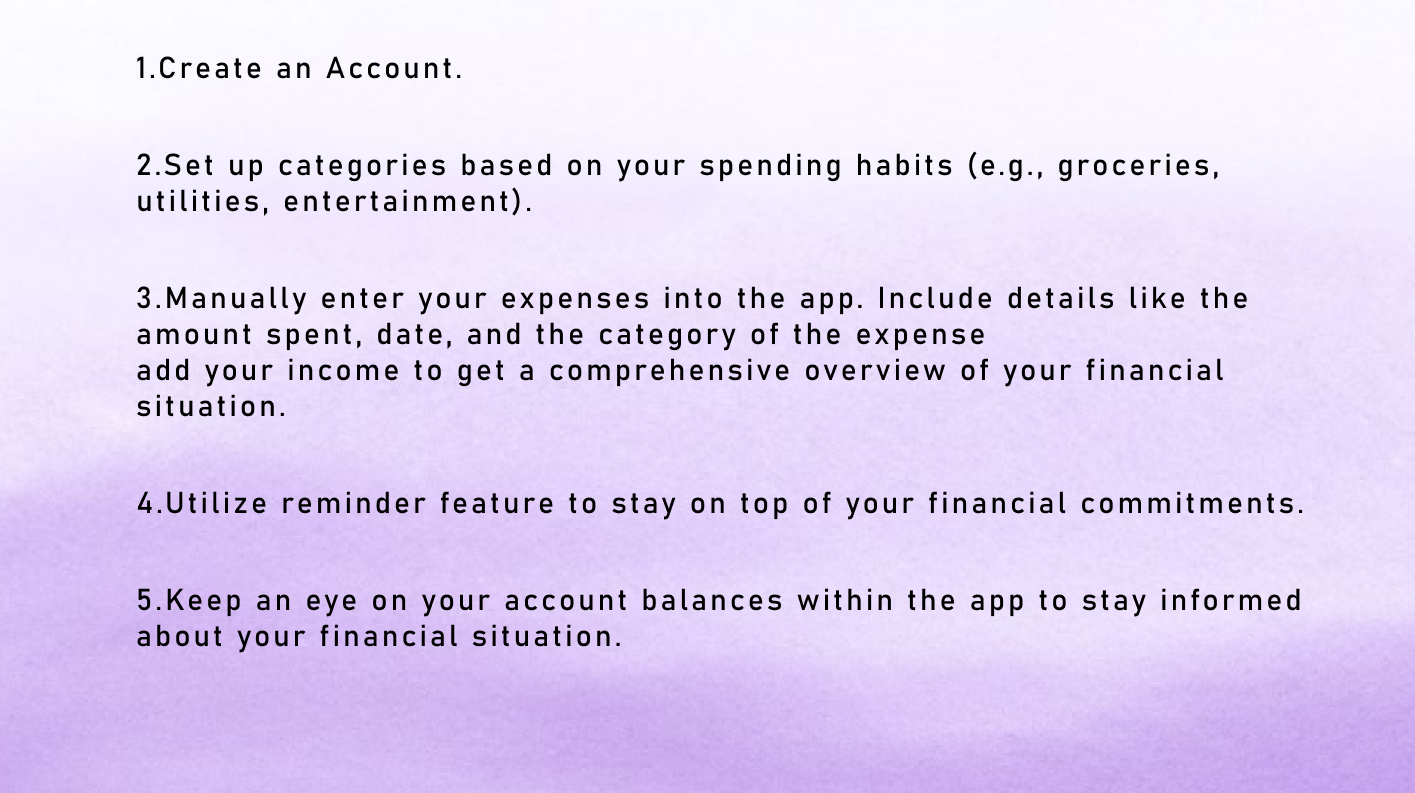 1.Create an Account.
2.Set up categories based on your spending habits (e.g., groceries,
utilities, entertainment).
3.Manually enter your expenses into the app. Include details like the
amount spent, date, and the category of the expense
add your income to get a comprehensive overview of your financial
situation.
4.Utilize reminder feature to stay on top of your financial commitments.
5.Keep an eye on your account balances within the app to stay informed
about your financial situation.